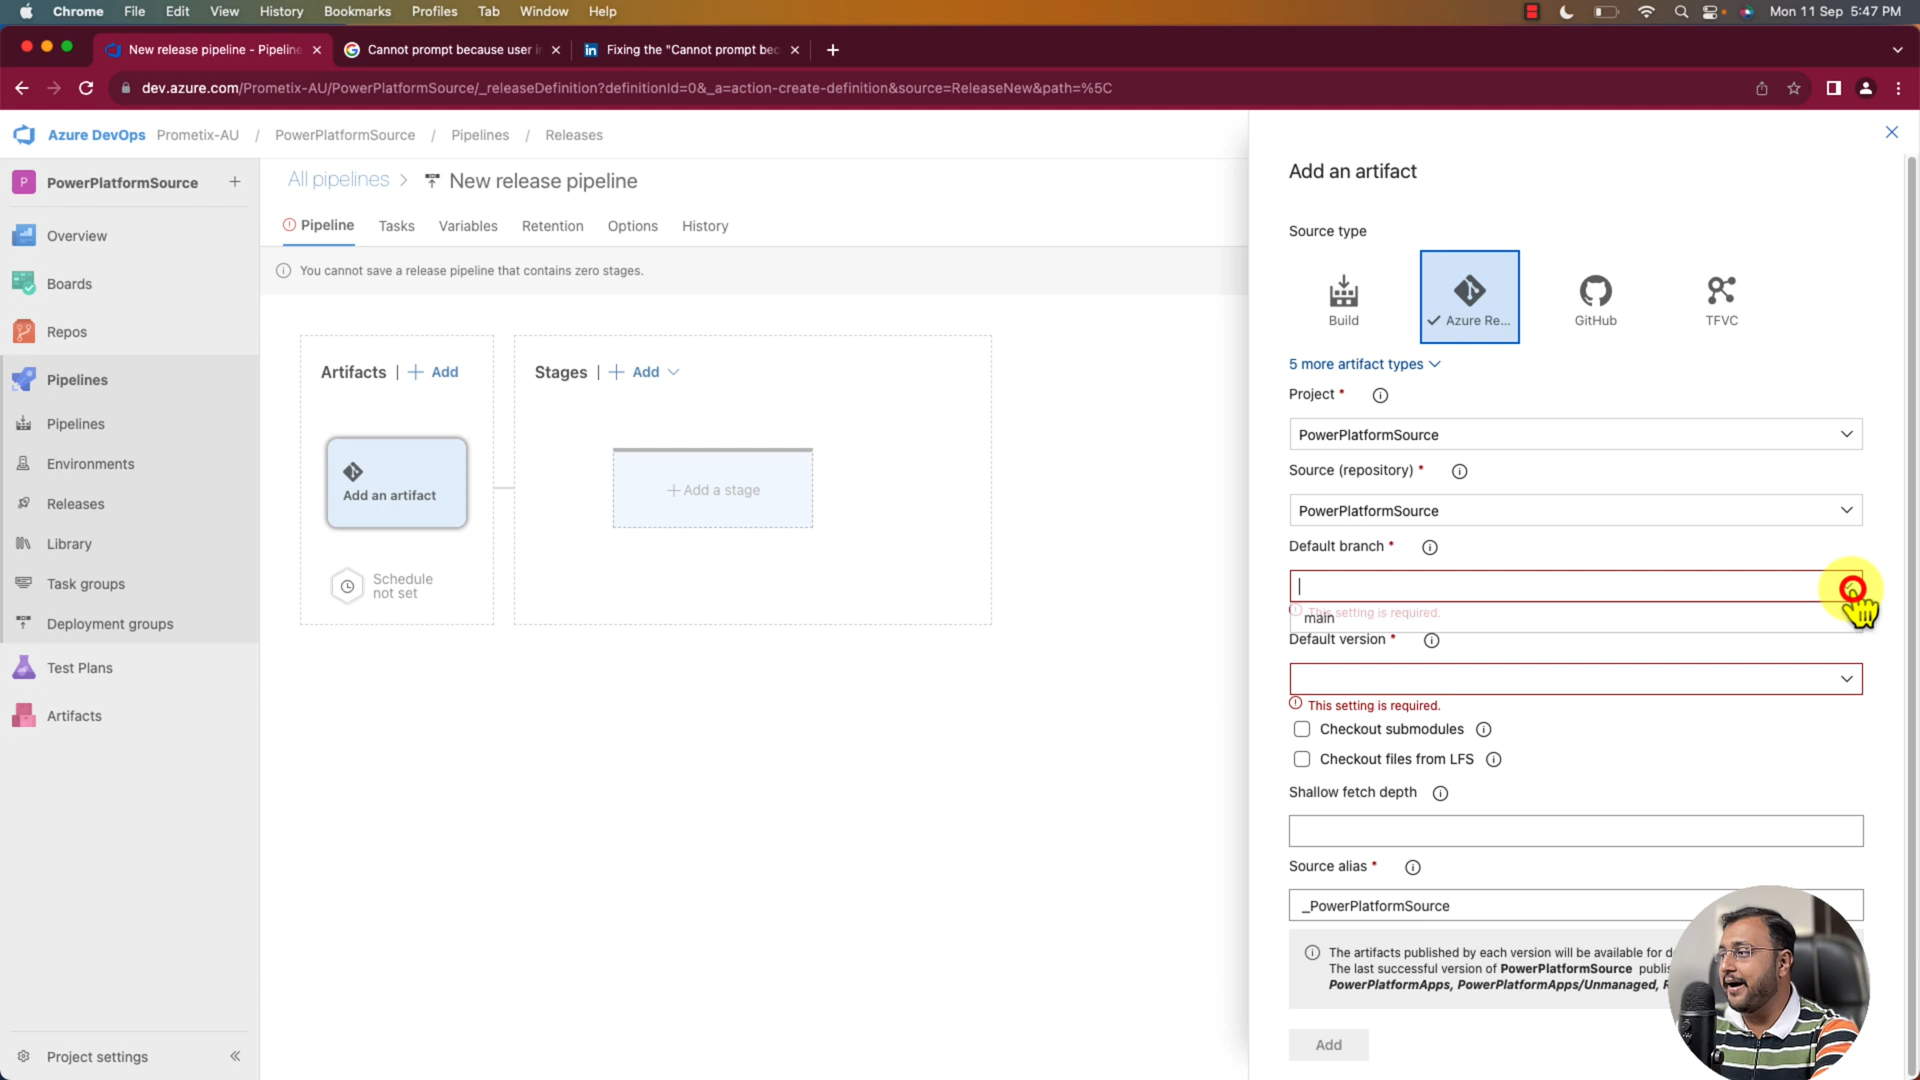 Chrome File Edit View History Bookmarks Profiles Tab Window Help Mon 11 Sep 5:47 PM
New release pipeline - Pipeline
Cannot prompt because user i
in Fixing the "Cannot prompt bec
dev.azure.com/Prometix-AU/PowerPlatformSource/_releaseDefinition?definitionId=0&_a=action-create-definition&source=ReleaseNew&path=%5C
Azure DevOps Prometix-AU / PowerPlatformSource / Pipelines / Releases
P PowerPlatformSource
Overview
Boards
Repos
Pipelines
Pipelines
Environments
Releases
Library
Task groups
Deployment groups
Test Plans
Artifacts
Project settings
All pipelines > New release pipeline
Pipeline Tasks Variables Retention Options History
You cannot save a release pipeline that contains zero stages.
Artifacts | + Add
Stages | + Add
Add an artifact
+ Add a stage
Schedule
not set
Add an artifact
Source type
Build
Azure Re...
GitHub
TFVC
5 more artifact types
Project *
PowerPlatformSource
Source (repository) *
PowerPlatformSource
Default branch *
This setting is required.
main
Default version *
This setting is required.
Checkout submodules
Checkout files from LFS
Shallow fetch depth
Source alias *
_PowerPlatformSource
The artifacts published by each version will be available for d
The last successful version of PowerPlatformSource publis
PowerPlatformApps, PowerPlatformApps/Unmanaged,
Add